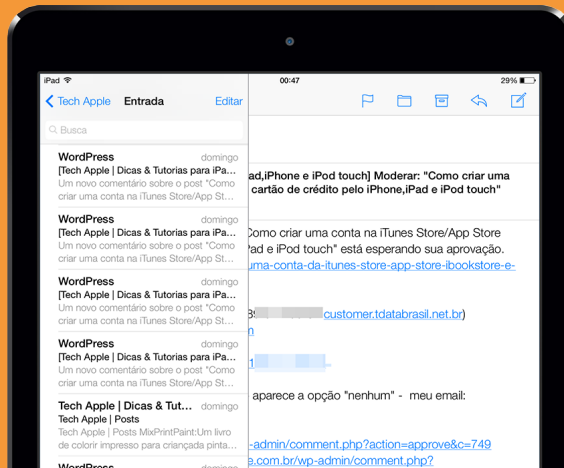 iPad
00:47
29%
Tech Apple
Entrada
Editar
Busca
WordPress domingo
[Tech Apple | Dicas & Tutorias para iPa...
Um novo comentário sobre o post "Como
criar uma conta na iTunes Store/App St...
WordPress domingo
[Tech Apple | Dicas & Tutorias para iPa...
Um novo comentário sobre o post "Como
criar uma conta na iTunes Store/App St...
WordPress domingo
[Tech Apple | Dicas & Tutorias para iPa...
Um novo comentário sobre o post "Como
criar uma conta na iTunes Store/App St...
WordPress domingo
[Tech Apple | Dicas & Tutorias para iPa...
Um novo comentário sobre o post "Como
criar uma conta na iTunes Store/App St...
Tech Apple | Dicas & Tut... domingo
Tech Apple | Posts
Tech Apple | Posts MixPrintPaint:Um livro
de colorir impresso para criançada pinta...
WordPress domingo
ad,iPhone e iPod touch] Moderar: "Como criar uma
cartão de crédito pelo iPhone,iPad e iPod touch"
Como criar uma conta na iTunes Store/App Store
Pad e iPod touch" está esperando sua aprovação.
uma-conta-da-itunes-store-app-store-ibookstore-e-
customer.tdatabrasil.net.br)
aparece a opção "nenhum" - meu email:
-admin/comment.php?action=approve&c=749
e.com.br/wp-admin/comment.php?